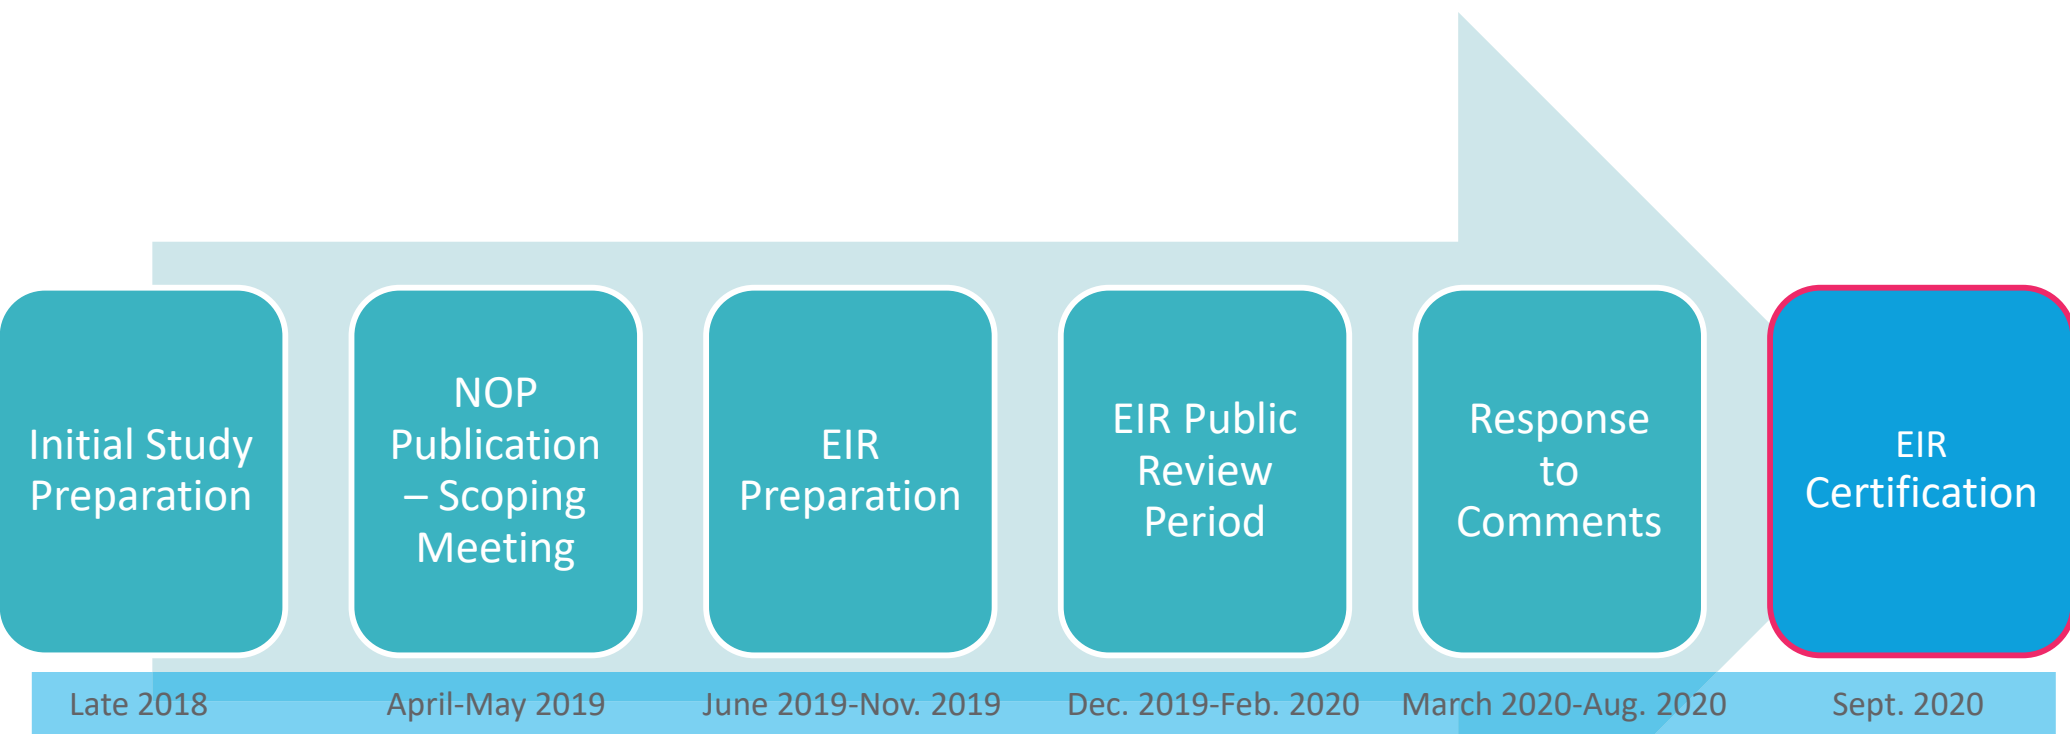 Initial Study
Preparation
NOP
Publication
– Scoping
Meeting
EIR
Preparation
EIR Public
Review
Period
Response
to
Comments
EIR
Certification
Late 2018
April-May 2019
June 2019-Nov. 2019
Dec. 2019-Feb. 2020
March 2020-Aug. 2020
Sept. 2020